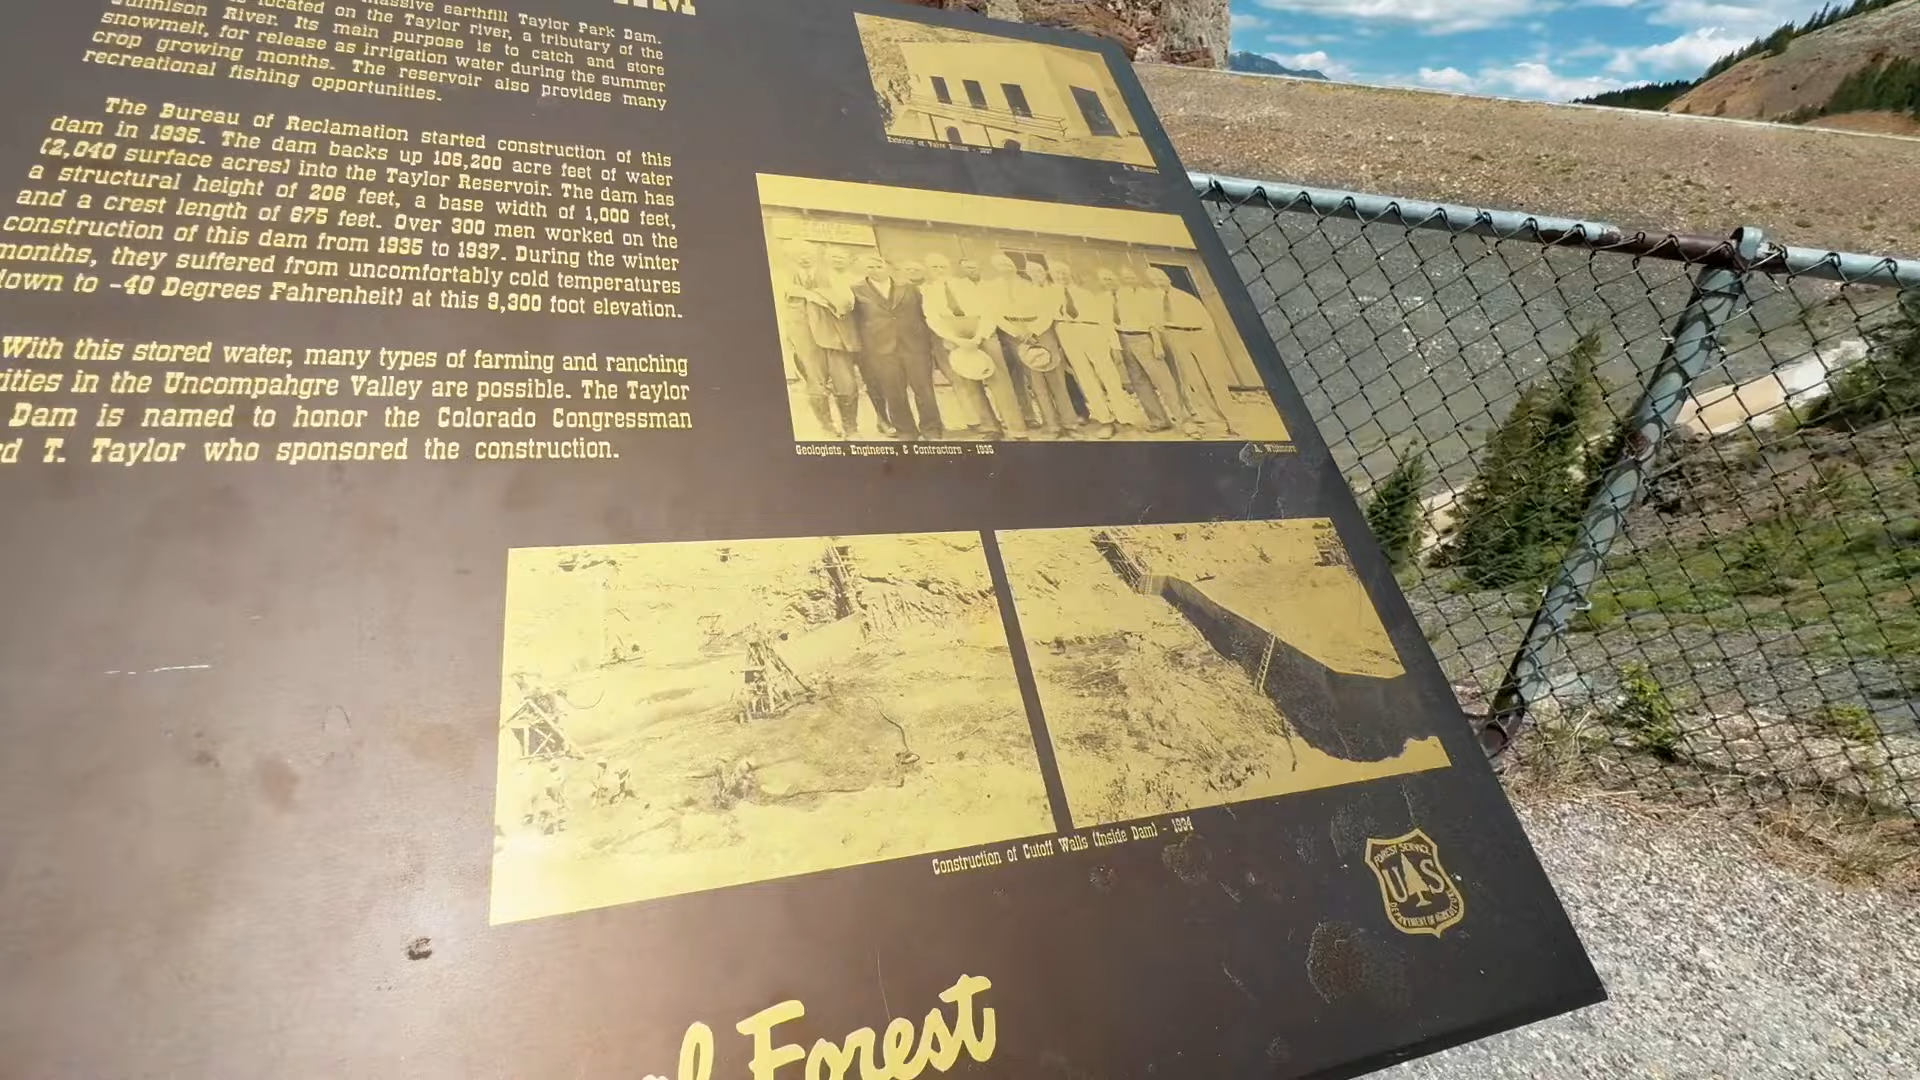 massive earthfill Taylor Park Dam.
is located on the Taylor river, a tributary of the
Gunnison River. Its main purpose is to catch and store
snowmelt, for release as irrigation water during the summer
crop growing months. The reservoir also provides many
recreational fishing opportunities.
The Bureau of Reclamation started construction of this
dam in 1935. The dam backs up 106,200 acre feet of water
(2,040 surface acres) into the Taylor Reservoir. The dam has
a structural height of 206 feet, a base width of 1,000 feet,
and a crest length of 675 feet. Over 300 men worked on the
construction of this dam from 1935 to 1937. During the winter
months, they suffered from uncomfortably cold temperatures
down to -40 Degrees Fahrenheit) at this 9,300 foot elevation.
With this stored water, many types of farming and ranching
ities in the Uncompahgre Valley are possible. The Taylor
Dam is named to honor the Colorado Congressman
d T. Taylor who sponsored the construction.
Exterior of Valve House - 1937
A. Whitmore
Geologists, Engineers, & Contractors - 1935
A. Whitmore
Construction of Cutoff Walls (Inside Dam) - 1934
FOREST SERVICE
U S
DEPARTMENT OF AGRICULTURE
al Forest